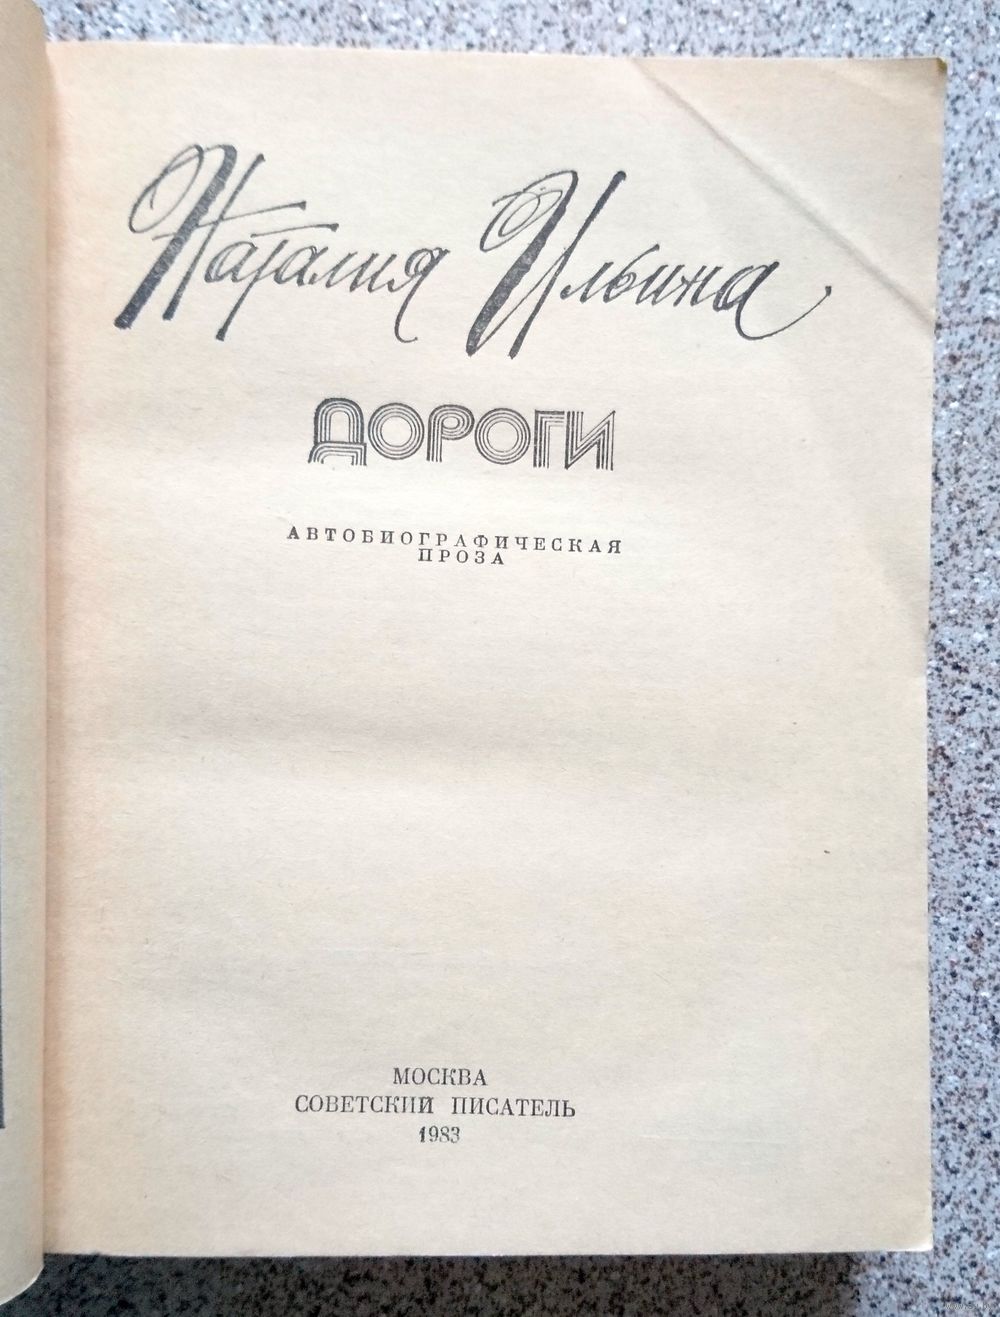 Наталия Ильина
ДОРОГИ
АВТОБИОГРАФИЧЕСКАЯ
ПРОЗА
МОСКВА
СОВЕТСКИЙ ПИСАТЕЛЬ
1983